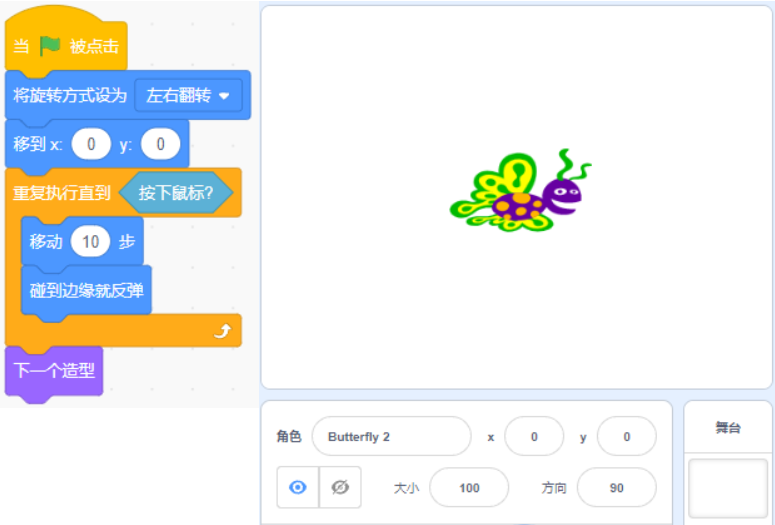 当 被点击
将旋转方式设为 左右翻转
移到 x: 0 y: 0
重复执行直到 按下鼠标?
移动 10 步
碰到边缘就反弹
下一个造型
角色 Butterfly 2 x 0 y 0
大小 100 方向 90
舞台